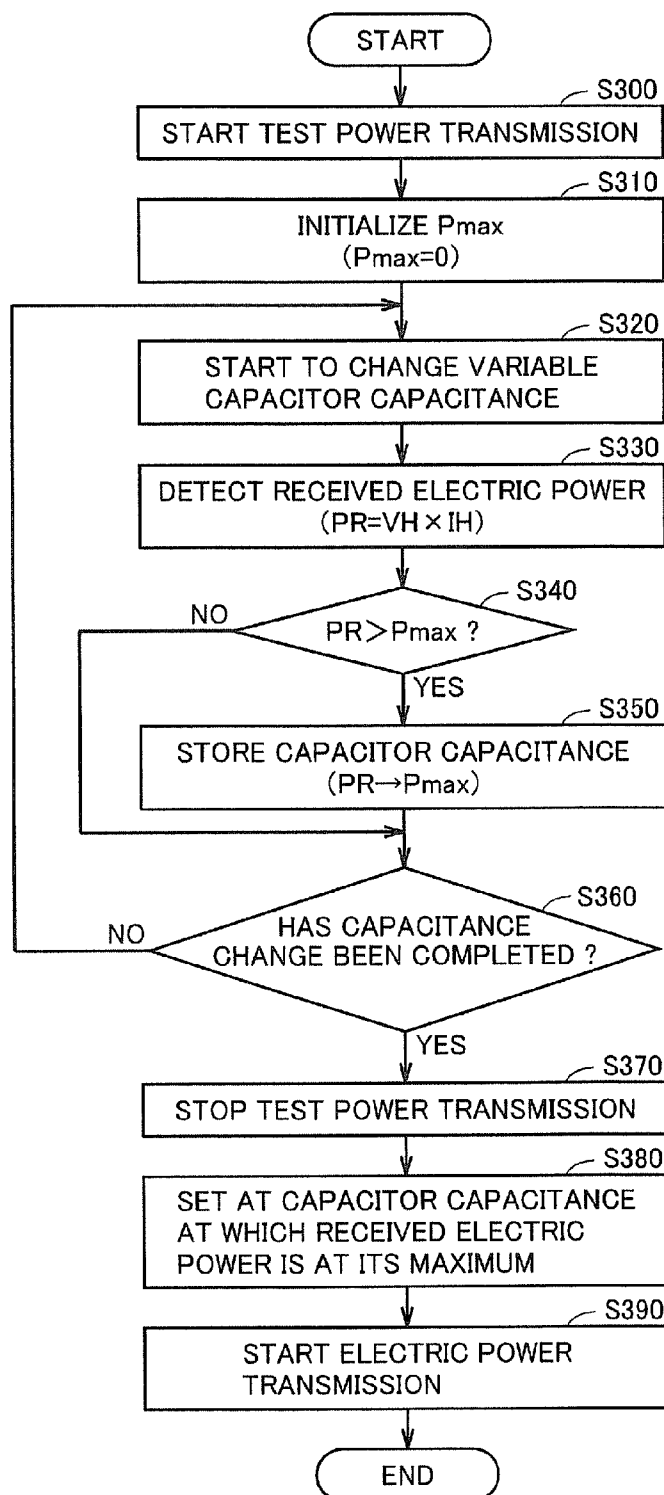 START
S300
START TEST POWER TRANSMISSION
S310
INITIALIZE Pmax
(Pmax=0)
S320
START TO CHANGE VARIABLE
CAPACITOR CAPACITANCE
S330
DETECT RECEIVED ELECTRIC POWER
(PR=VH×IH)
S340
NO
PR>Pmax ?
YES
S350
STORE CAPACITOR CAPACITANCE
(PR→Pmax)
S360
NO
HAS CAPACITANCE
CHANGE BEEN COMPLETED ?
YES
S370
STOP TEST POWER TRANSMISSION
S380
SET AT CAPACITOR CAPACITANCE
AT WHICH RECEIVED ELECTRIC
POWER IS AT ITS MAXIMUM
S390
START ELECTRIC POWER
TRANSMISSION
END